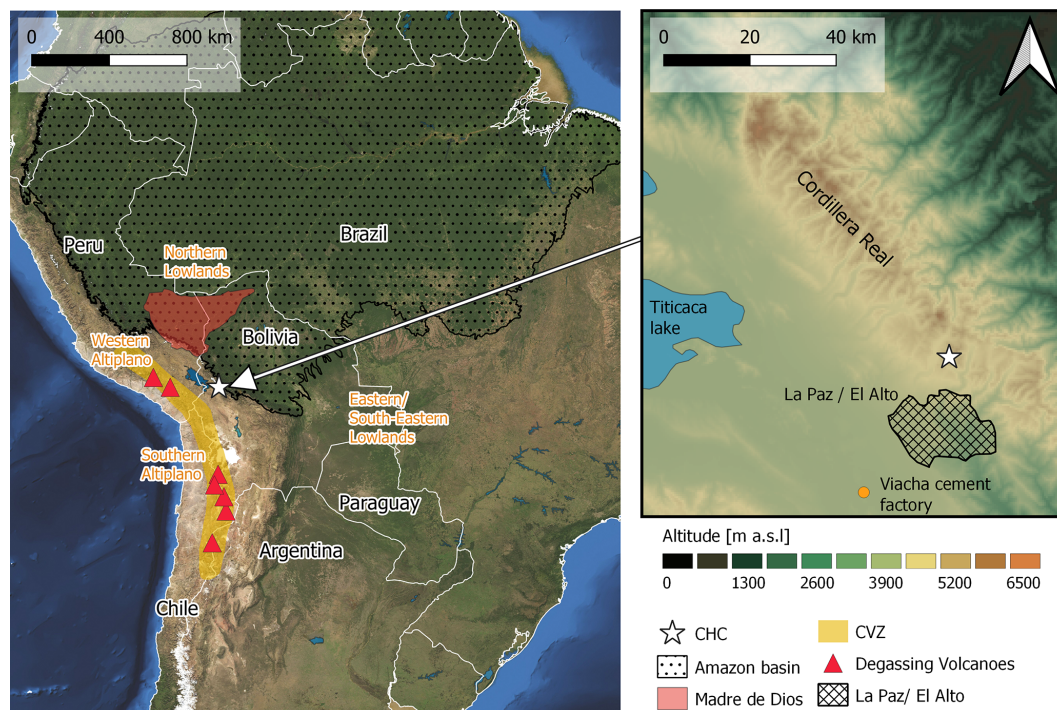 0 400 800 km
Peru
Brazil
Northern
Lowlands
Bolivia
Western
Altiplano
Eastern/
South-Eastern
Lowlands
Southern
Altiplano
Paraguay
Argentina
Chile
0 20 40 km
Cordillera Real
Titicaca
lake
La Paz / El Alto
Viacha cement
factory
Altitude [m a.s.l]
0 1300 2600 3900 5200 6500
CHC
CVZ
Amazon basin
Degassing Volcanoes
Madre de Dios
La Paz/ El Alto